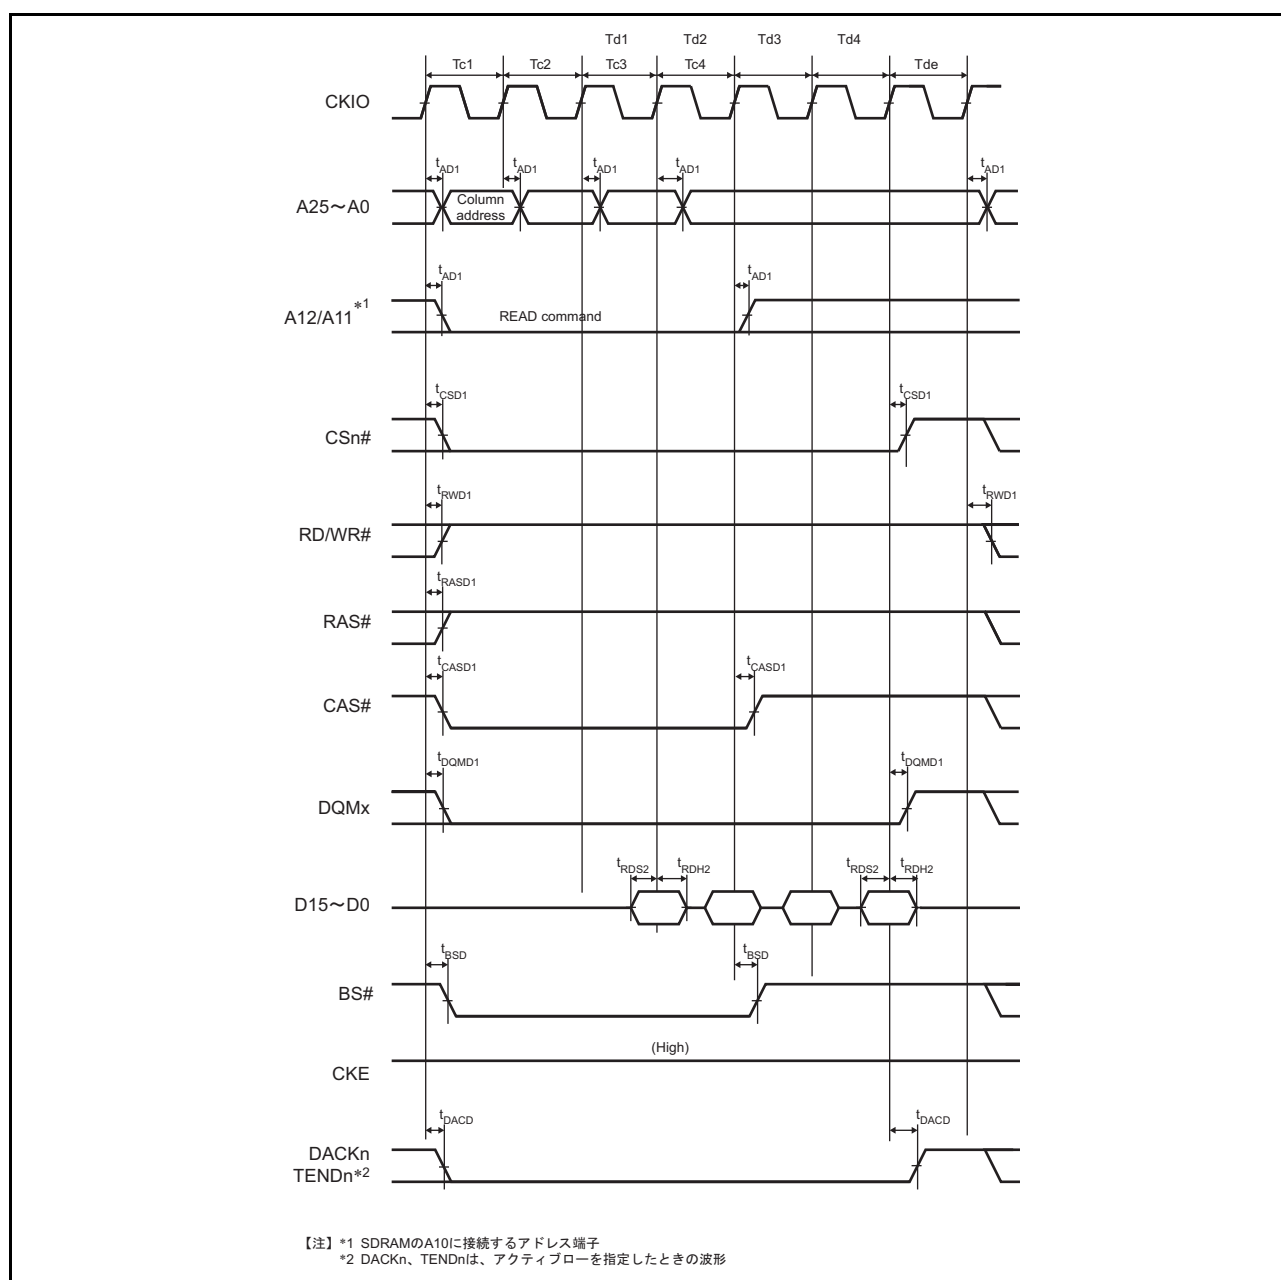 Td1 Td2 Td3 Td4
Tc1 Tc2 Tc3 Tc4 Tde
CKIO
tAD1 tAD1 tAD1 tAD1 tAD1
A25～A0
Column
address
tAD1 tAD1
A12/A11*1
READ command
tCSD1 tCSD1
CSn#
tRWD1 tRWD1
RD/WR#
tRASD1
RAS#
tCASD1 tCASD1
CAS#
tDQMD1 tDQMD1
DQMx
tRDS2 tRDH2 tRDS2 tRDH2
D15～D0
tBSD tBSD
BS#
(High)
CKE
tDACD tDACD
DACKn
TENDn*2
【注】*1 SDRAMのA10に接続するアドレス端子
*2 DACKn、TENDnは、アクティブローを指定したときの波形